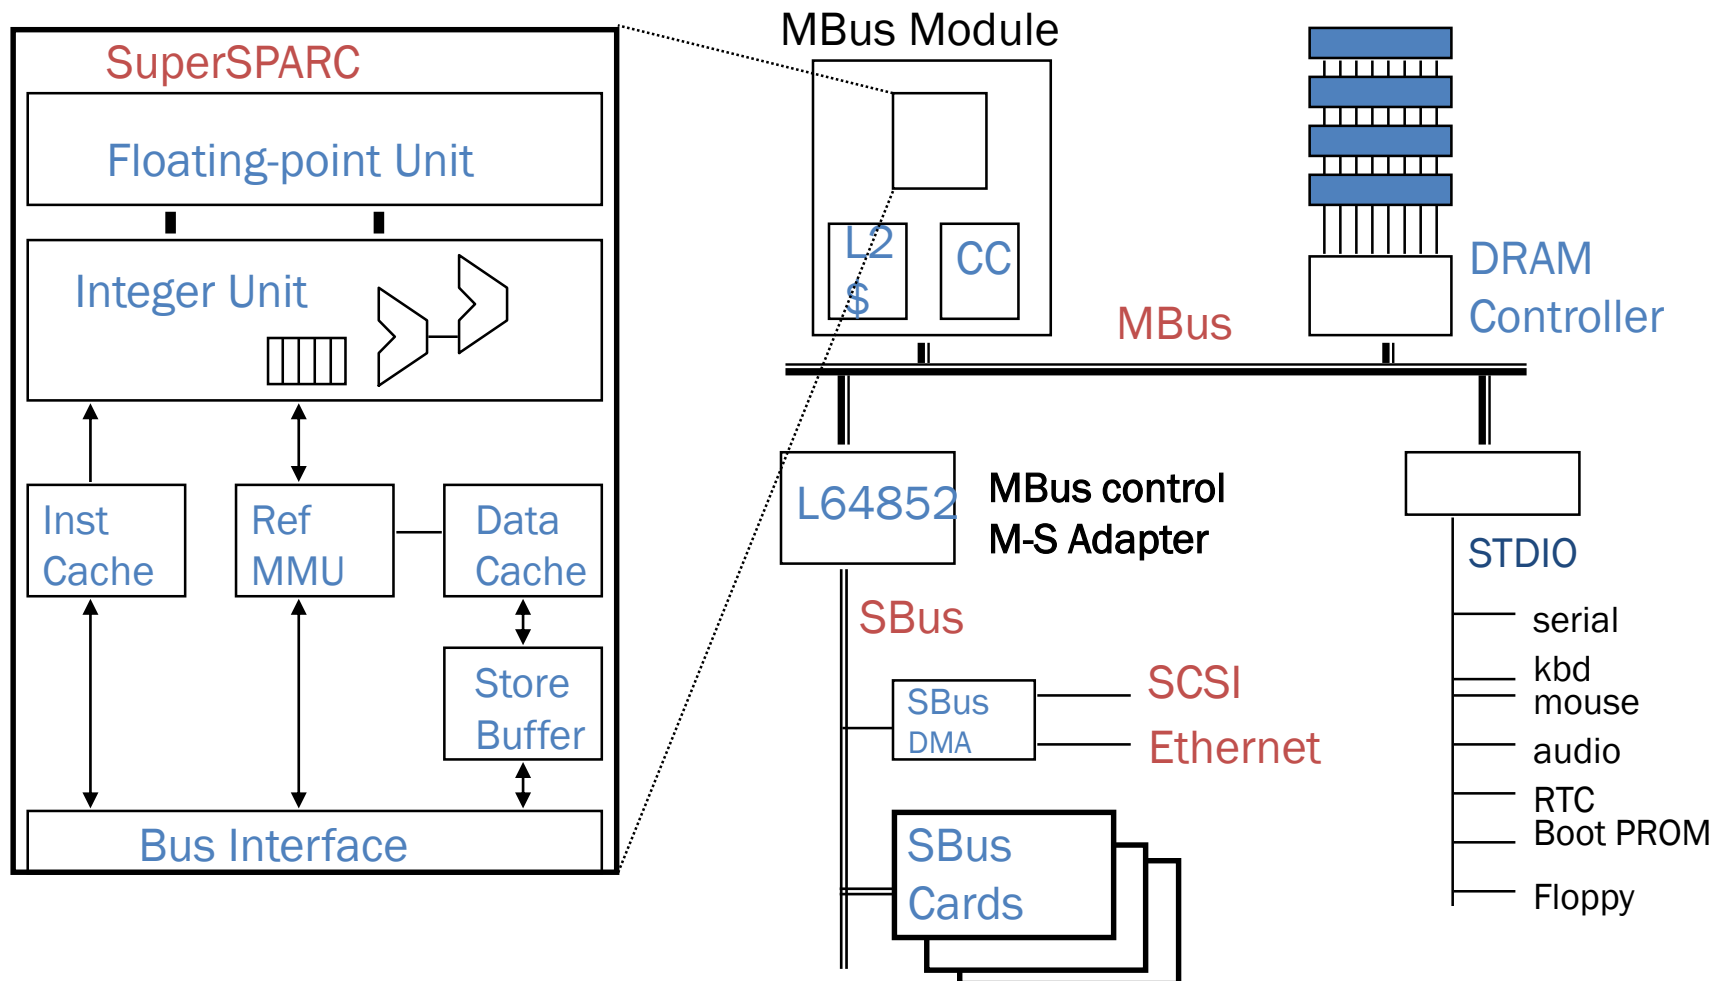 SuperSPARC
Floating-point Unit
Integer Unit
Inst
Cache
Ref
MMU
Data
Cache
Store
Buffer
Bus Interface
MBus Module
L2
$
CC
MBus
DRAM
Controller
L64852
MBus control
M-S Adapter
SBus
SBus
DMA
SCSI
Ethernet
SBus
Cards
STDIO
serial
kbd
mouse
audio
RTC
Boot PROM
Floppy